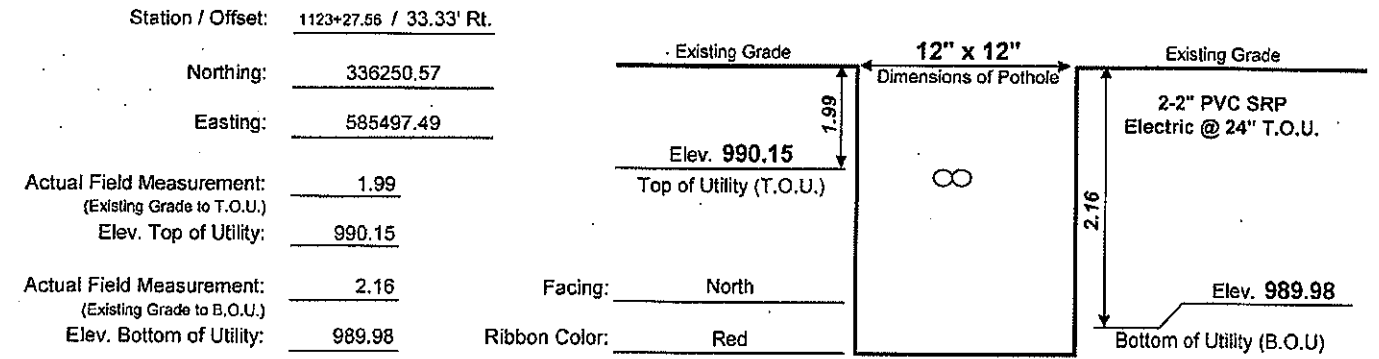 Station / Offset: 1123+27.56 / 33.33' Rt.
Northing: 336250.57
Easting: 585497.49
Actual Field Measurement: 1.99
(Existing Grade to T.O.U.)
Elev. Top of Utility: 990.15
Actual Field Measurement: 2.16
(Existing Grade to B.O.U.)
Elev. Bottom of Utility: 989.98
Existing Grade
1.99
Elev. 990.15
Top of Utility (T.O.U.)
Facing: North
Ribbon Color: Red
12" x 12"
Dimensions of Pothole
Existing Grade
2-2" PVC SRP
Electric @ 24" T.O.U.
2.16
Elev. 989.98
Bottom of Utility (B.O.U)